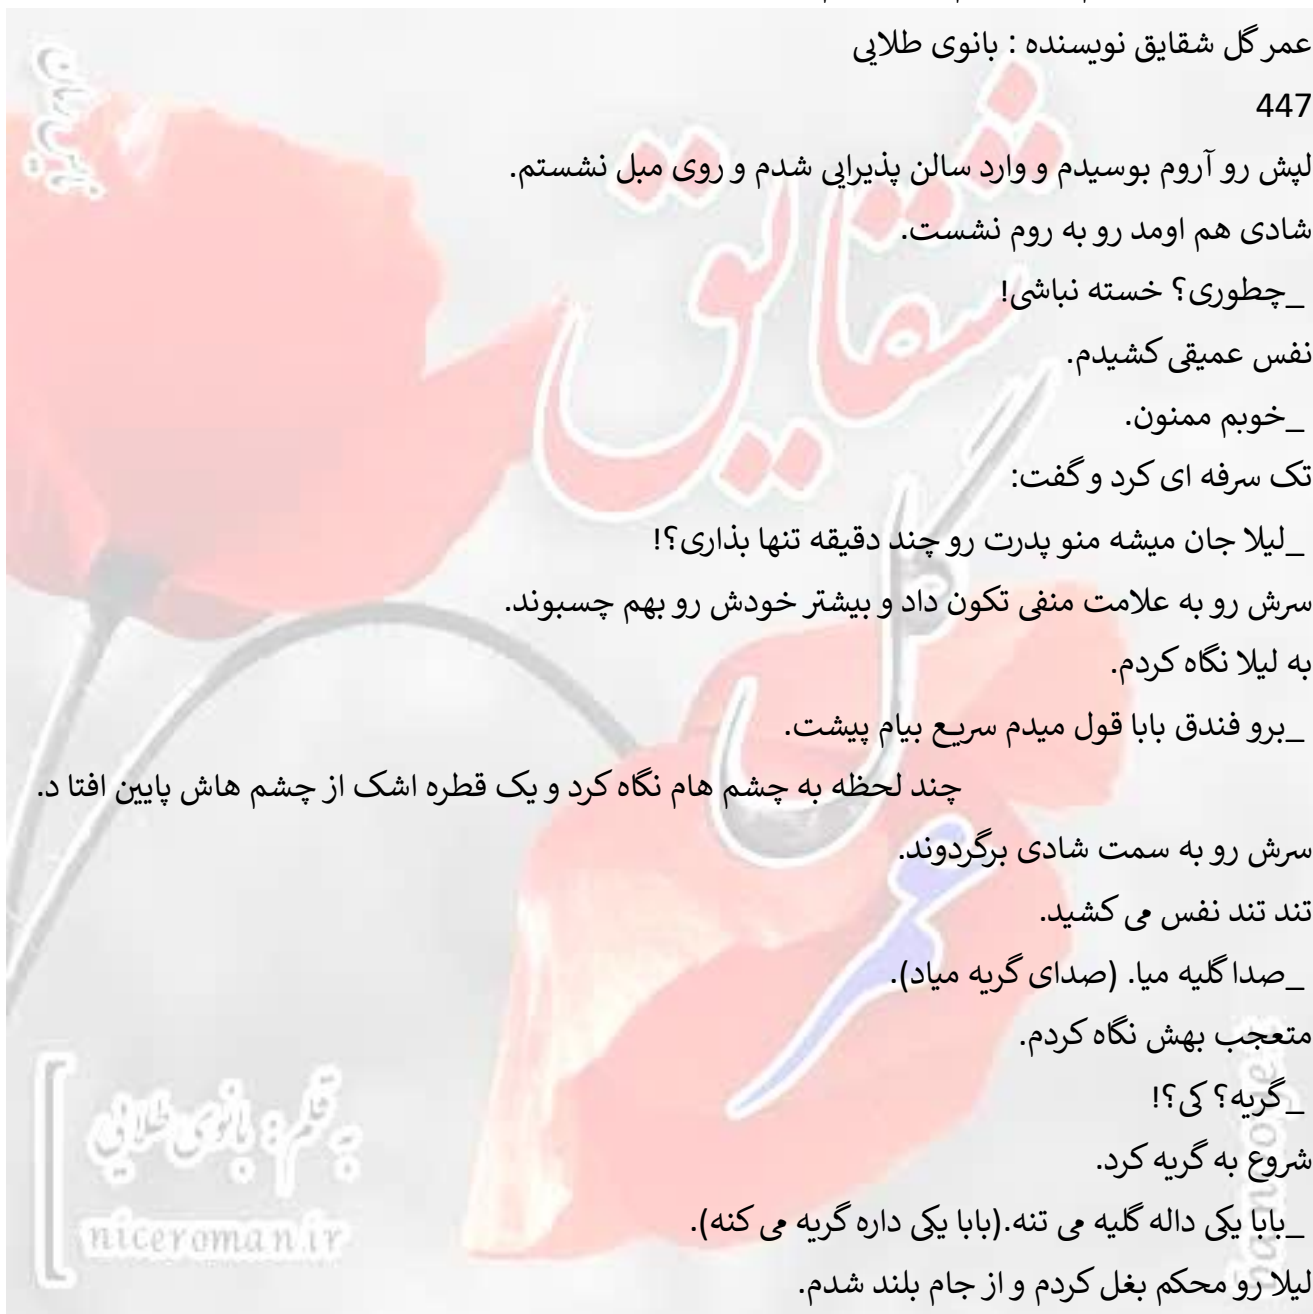 عمر گل شقایق نویسنده : بانوی طلایی
447
لپش رو آروم بوسیدم و وارد سالن پذیرایی شدم و روی مبل نشستم.
شادی هم اومد رو به روم نشست.
_چطوری؟ خسته نباشی!
نفس عمیقی کشیدم.
_خوبم ممنون.
تک سرفه ای کرد و گفت:
_لیلا جان میشه منو پدرت رو چند دقیقه تنها بذاری؟!
سرش رو به علامت منفی تکون داد و بیشتر خودش رو بهم چسبوند.
به لیلا نگاه کردم.
_برو فندق بابا قول میدم سریع بیام پیشت.
چند لحظه به چشم هام نگاه کرد و یک قطره اشک از چشم هاش پایین افتا د.
سرش رو به سمت شادی برگردوند.
تند تند نفس می کشید.
_صدا گلیه میا. (صدای گریه میاد).
متعجب بهش نگاه کردم.
_گریه؟ کی؟!
شروع به گریه کرد.
_بابا یکی داله گلیه می تنه.(بابا یکی داره گریه می کنه).
لیلا رو محکم بغل کردم و از جام بلند شدم.
شقایق
گل
عمر
به قلم : بانوی طلایی
niceroman.ir